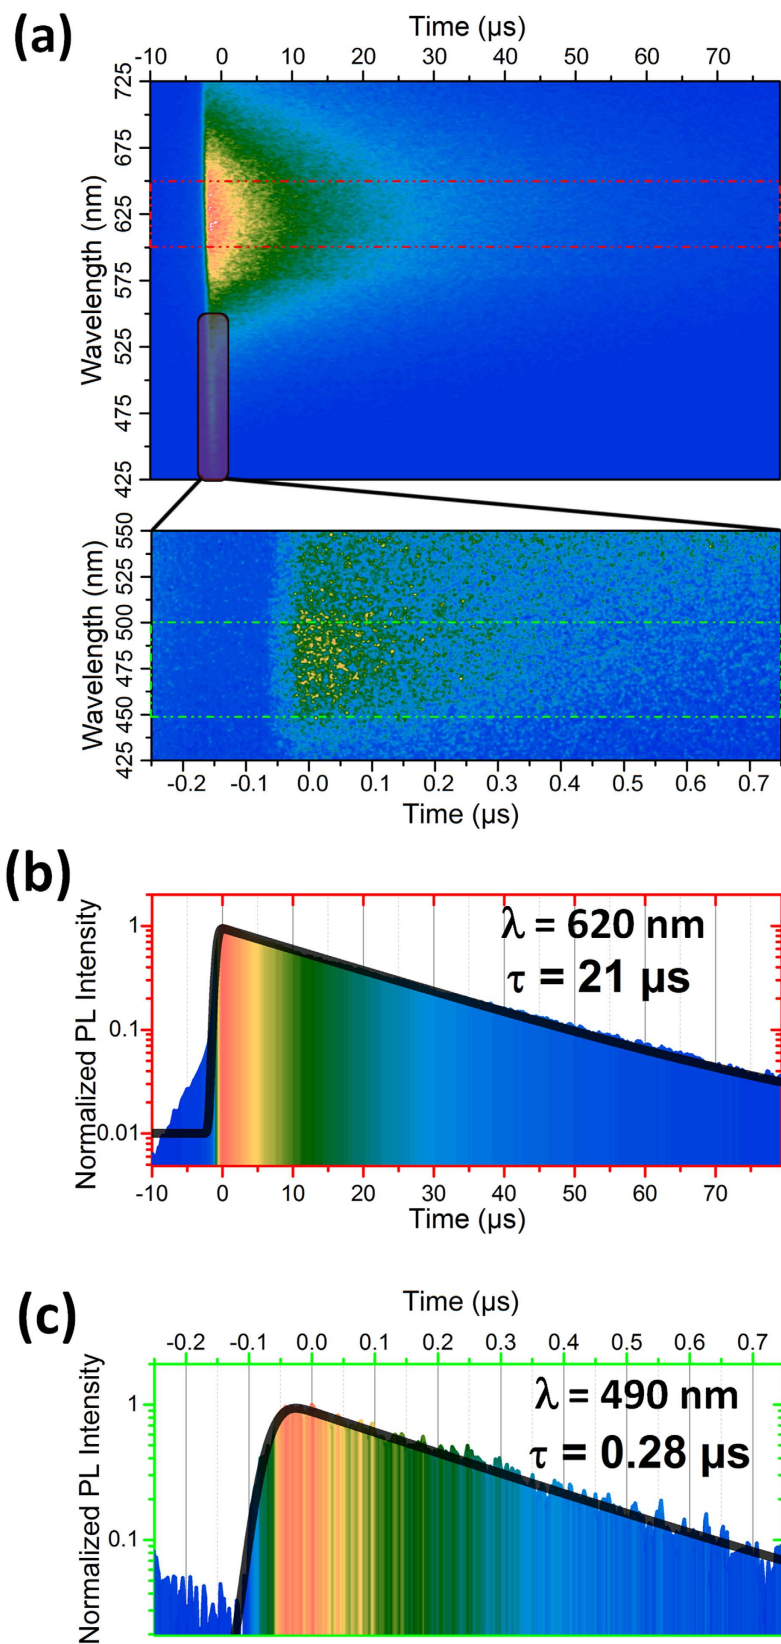 (a)
Time (µs)
-10 0 10 20 30 40 50 60 70
Wavelength (nm)
725
675
625
575
525
475
425
Wavelength (nm)
550
525
500
475
450
425
-0.2 -0.1 0.0 0.1 0.2 0.3 0.4 0.5 0.6 0.7
Time (µs)
(b)
Normalized PL Intensity
1
0.1
0.01
λ = 620 nm
τ = 21 µs
-10 0 10 20 30 40 50 60 70
Time (µs)
(c)
Time (µs)
-0.2 -0.1 0.0 0.1 0.2 0.3 0.4 0.5 0.6 0.7
Normalized PL Intensity
1
0.1
λ = 490 nm
τ = 0.28 µs